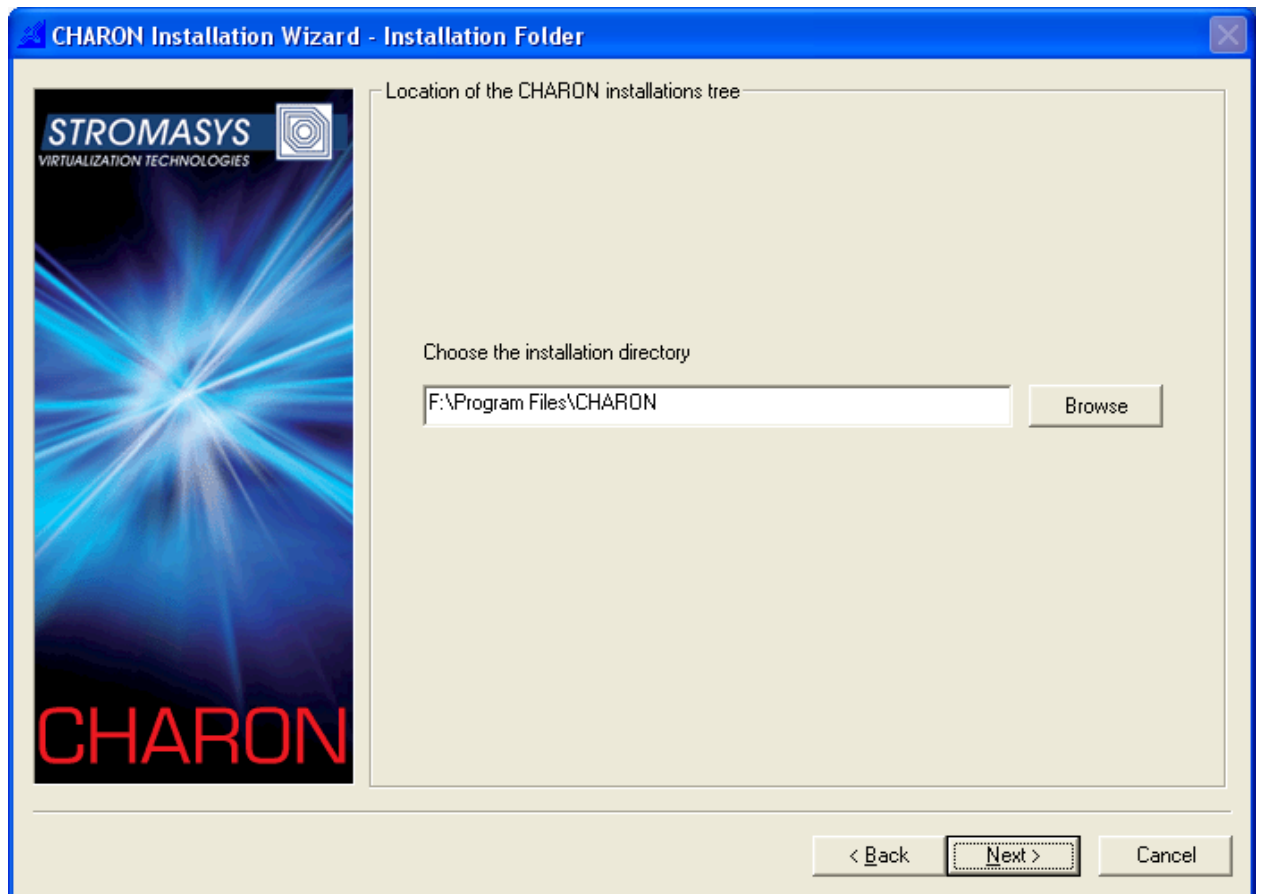 CHARON Installation Wizard - Installation Folder
STROMASYS
VIRTUALIZATION TECHNOLOGIES
Location of the CHARON installations tree
Choose the installation directory
F:\Program Files\CHARON
Browse
CHARON
< Back
Next >
Cancel